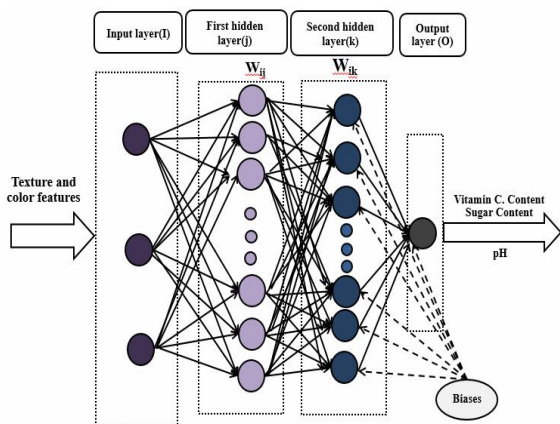 Input layer(I)
First hidden
layer(j)
Second hidden
layer(k)
Output
layer (O)
Wij
Wik
Texture and
color features
Vitamin C. Content
Sugar Content
pH
Biases